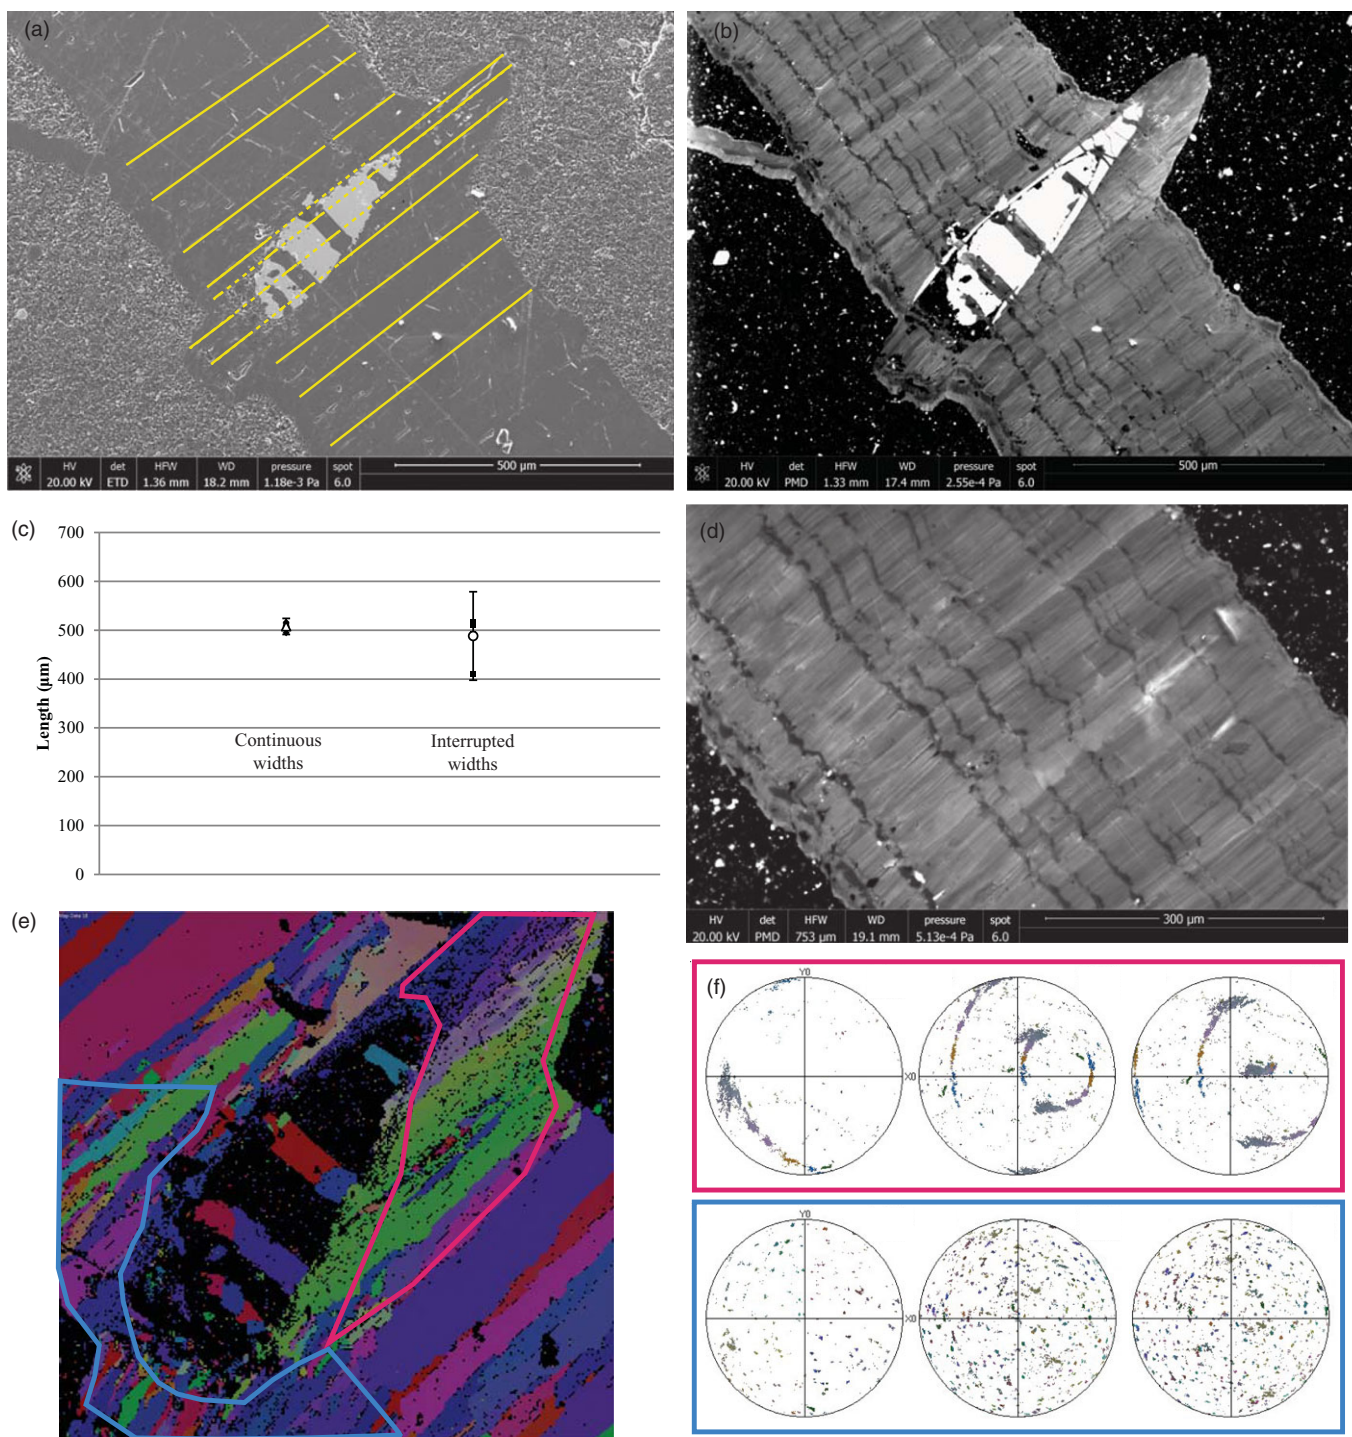 (a)
HV det HFW WD pressure spot
20.00 kV ETD 1.36 mm 18.2 mm 1.18e-3 Pa 6.0
500 µm
(b)
HV det HFW WD pressure spot
20.00 kV PMD 1.33 mm 17.4 mm 2.55e-4 Pa 6.0
500 µm
(c)
Length (µm)
700
600
500
400
300
200
100
0
Continuous
widths
Interrupted
widths
(d)
HV det HFW WD pressure spot
20.00 kV PMD 753 µm 19.1 mm 5.13e-4 Pa 6.0
300 µm
(e)
(f)
Y0
X0
Y0
X0